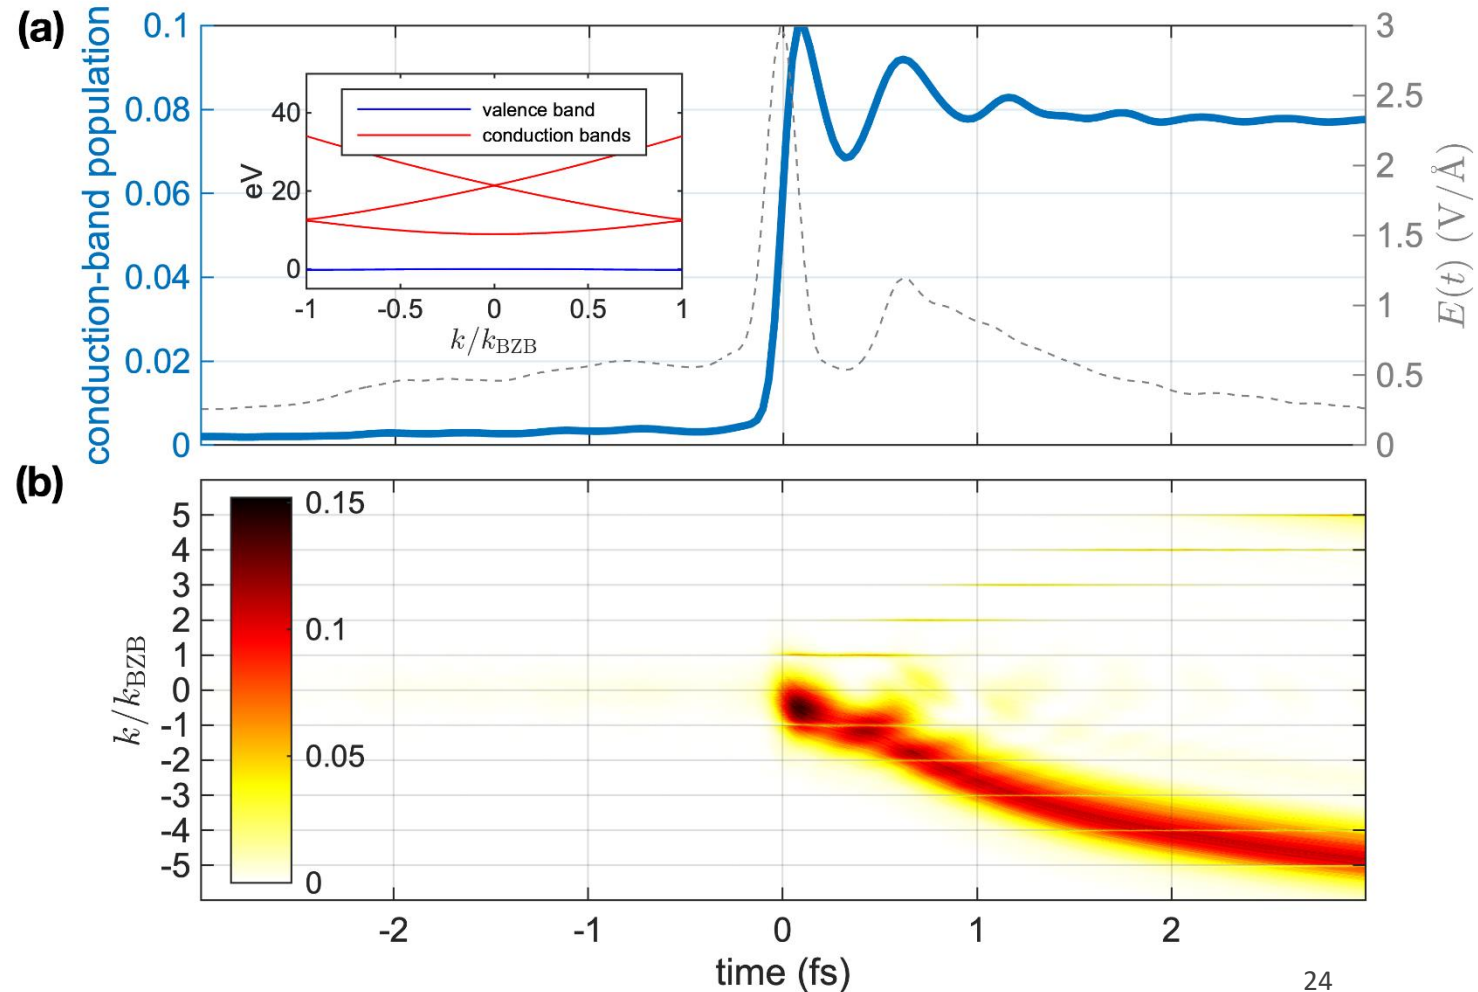 (a)
conduction-band population
0.1
0.08
0.06
0.04
0.02
0
valence band
conduction bands
eV
40
20
0
-1 -0.5 0 0.5 1
k/k_BZB
3
2.5
2
1.5
1
0.5
0
E(t) (V/Å)
(b)
k/k_BZB
5
4
3
2
1
0
-1
-2
-3
-4
-5
0.15
0.1
0.05
0
-2 -1 0 1 2
time (fs)
24